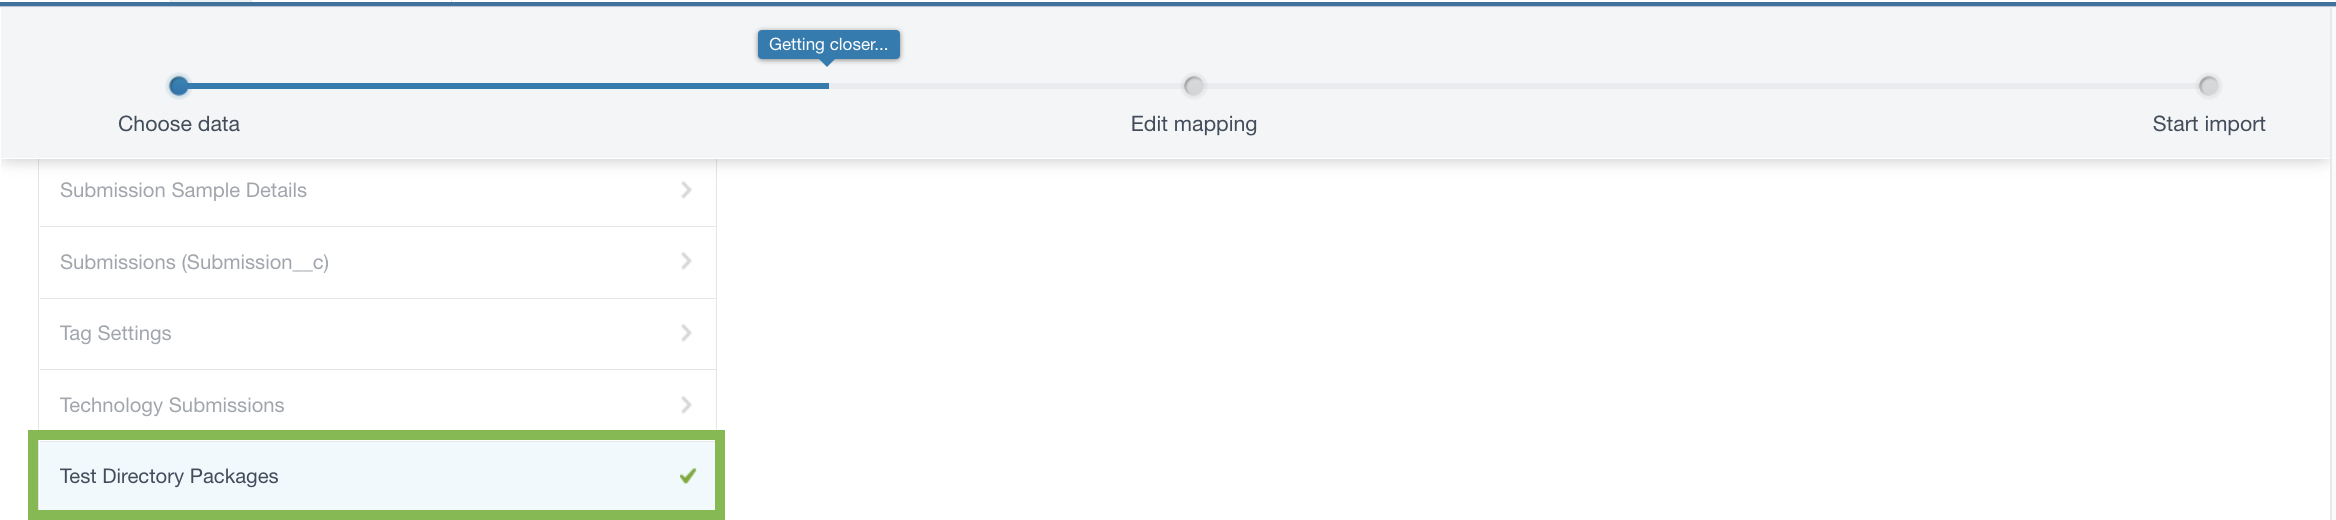 Getting closer...
Choose data
Edit mapping
Start import
Submission Sample Details
Submissions (Submission__c)
Tag Settings
Technology Submissions
Test Directory Packages